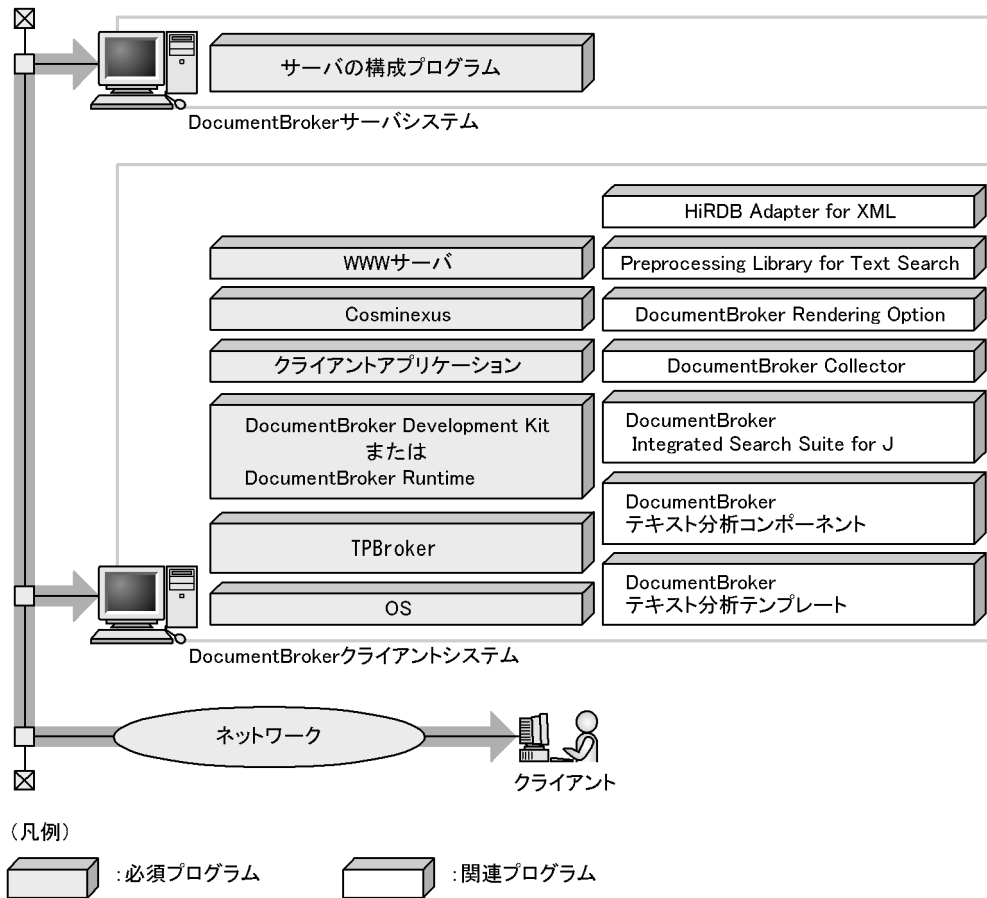 サーバの構成プログラム
DocumentBrokerサーバシステム
HiRDB Adapter for XML
WWWサーバ
Preprocessing Library for Text Search
Cosminexus
DocumentBroker Rendering Option
クライアントアプリケーション
DocumentBroker Collector
DocumentBroker Development Kit
または
DocumentBroker Runtime
DocumentBroker
Integrated Search Suite for J
DocumentBroker
テキスト分析コンポーネント
TPBroker
DocumentBroker
テキスト分析テンプレート
OS
DocumentBrokerクライアントシステム
ネットワーク
クライアント
（凡例）
：必須プログラム
：関連プログラム